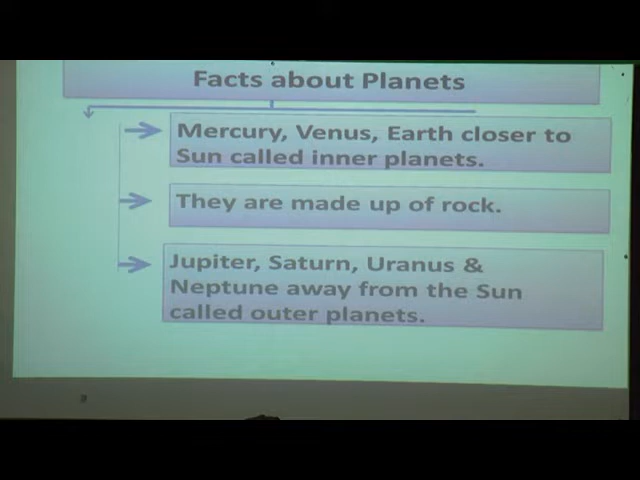 Facts about Planets
Mercury, Venus, Earth closer to
Sun called inner planets.
They are made up of rock.
Jupiter, Saturn, Uranus &
Neptune away from the Sun
called outer planets.